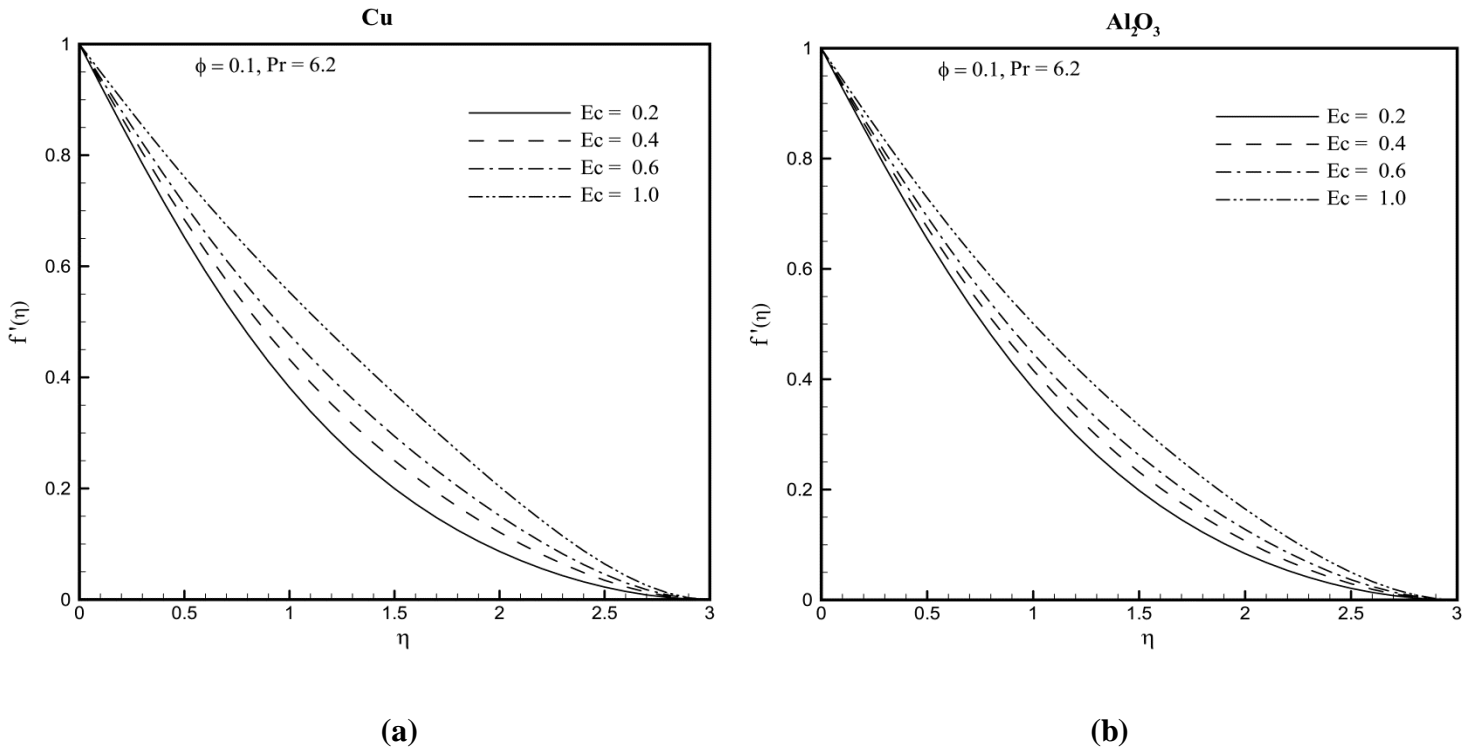 Cu
ϕ = 0.1, Pr = 6.2
Ec = 0.2
Ec = 0.4
Ec = 0.6
Ec = 1.0
1
0.8
0.6
0.4
0.2
0
f '(η)
0 0.5 1 1.5 2 2.5 3
η
(a)
Al₂O₃
ϕ = 0.1, Pr = 6.2
Ec = 0.2
Ec = 0.4
Ec = 0.6
Ec = 1.0
1
0.8
0.6
0.4
0.2
0
f '(η)
0 0.5 1 1.5 2 2.5 3
η
(b)